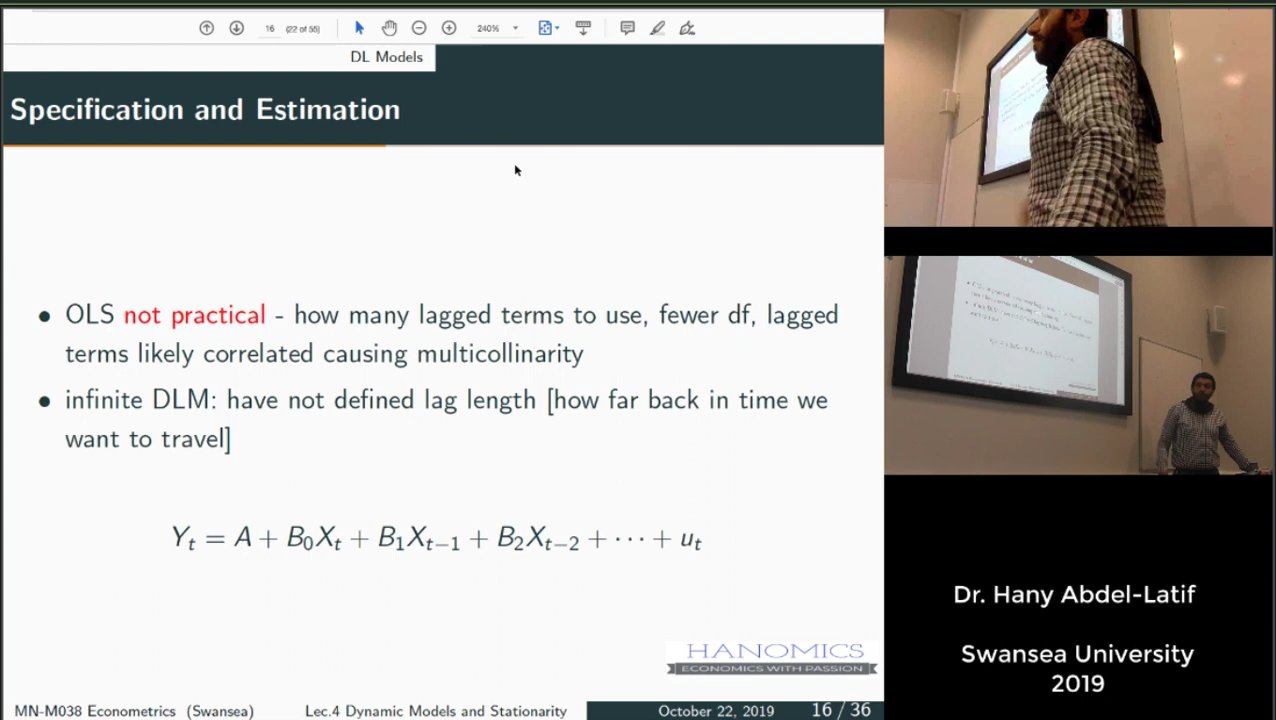 16 (22 of 55) 240%
DL Models
Specification and Estimation
• OLS not practical - how many lagged terms to use, fewer df, lagged
terms likely correlated causing multicollinarity
• infinite DLM: have not defined lag length [how far back in time we
want to travel]
Yₜ = A + B₀Xₜ + B₁Xₜ₋₁ + B₂Xₜ₋₂ + ⋯ + uₜ
HANOMICS
ECONOMICS WITH PASSION
MN-M038 Econometrics (Swansea) Lec.4 Dynamic Models and Stationarity October 22, 2019 16 / 36
Dr. Hany Abdel-Latif
Swansea University
2019